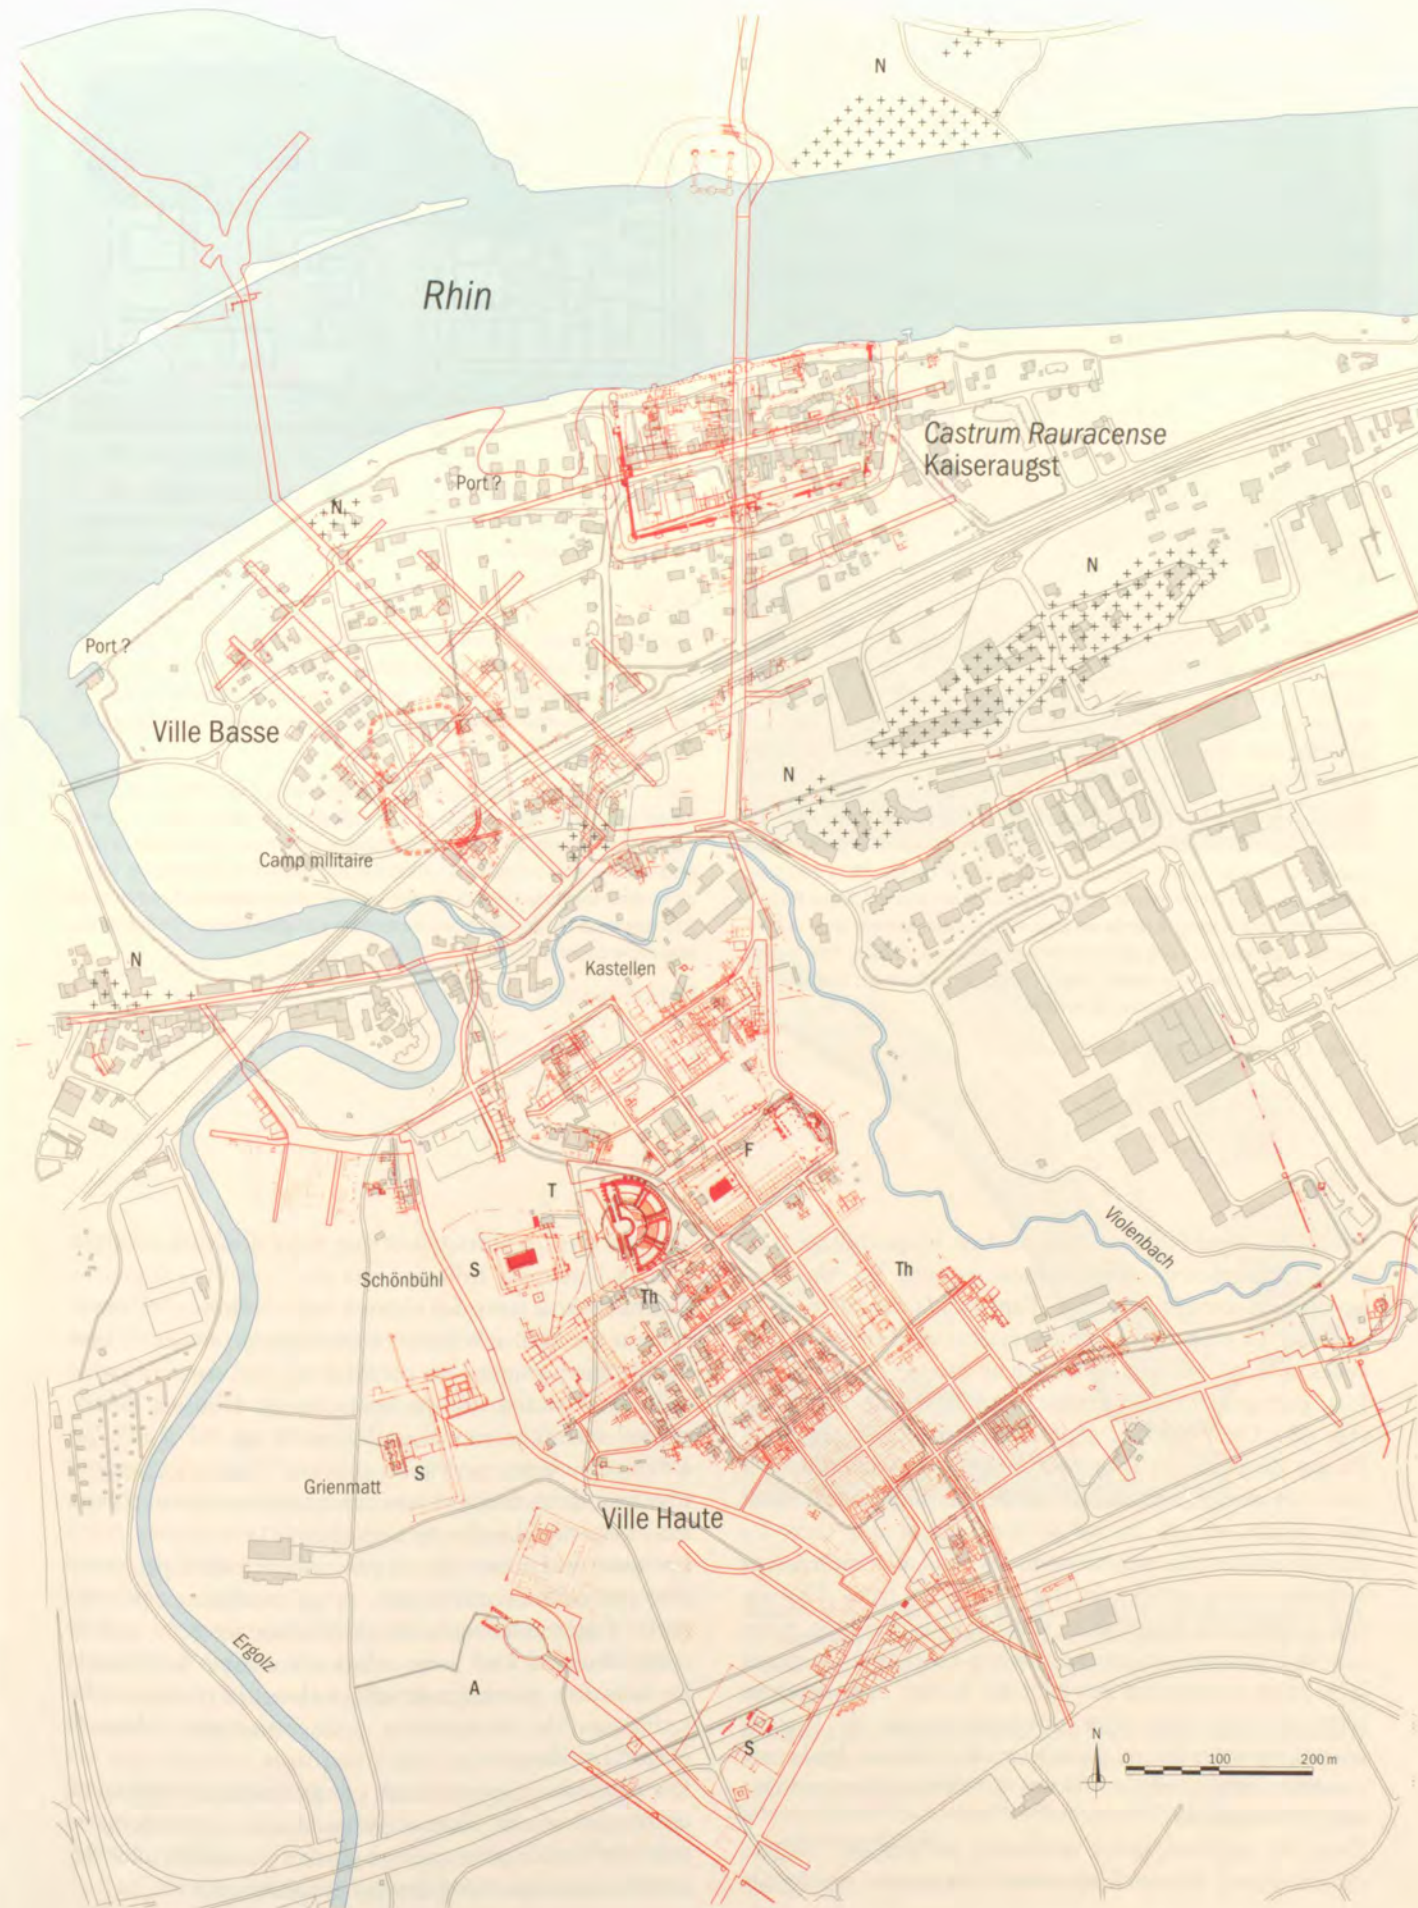 N
Rhin
Castrum Rauracense
Kaiseraugst
Port ?
N
N
Port ?
Ville Basse
N
Camp militaire
N
Kastellen
F
T
Violenbach
S
Th
Schönbühl
Th
S
Grienmatt
Ville Haute
Ergolz
A
S
N
0 100 200 m